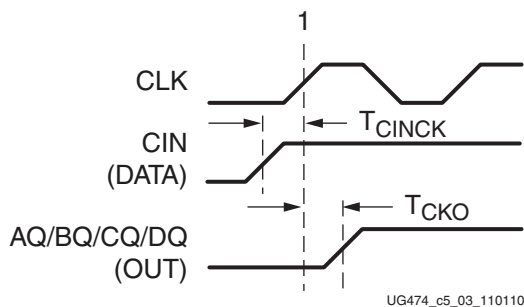 1
CLK
TCINCK
CIN
(DATA)
TCKO
AQ/BQ/CQ/DQ
(OUT)
UG474_c5_03_110110